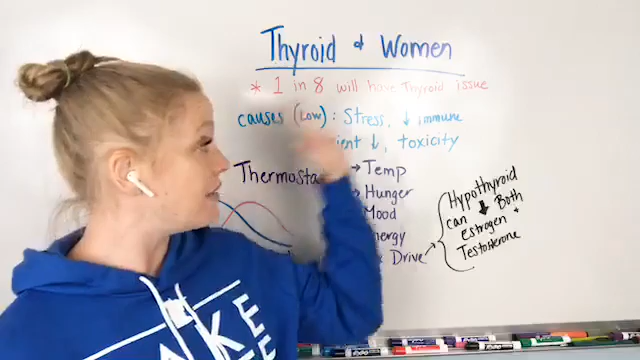 Thyroid & Women
* 1 in 8 will have Thyroid issue
causes (Low): Stress, ↓ immune
ient ↓, toxicity
Thermosta → Temp
→ Hunger
Mood
nergy
Drive
Hypothyroid
can ↓ Both
estrogen +
Testosterone
AKE